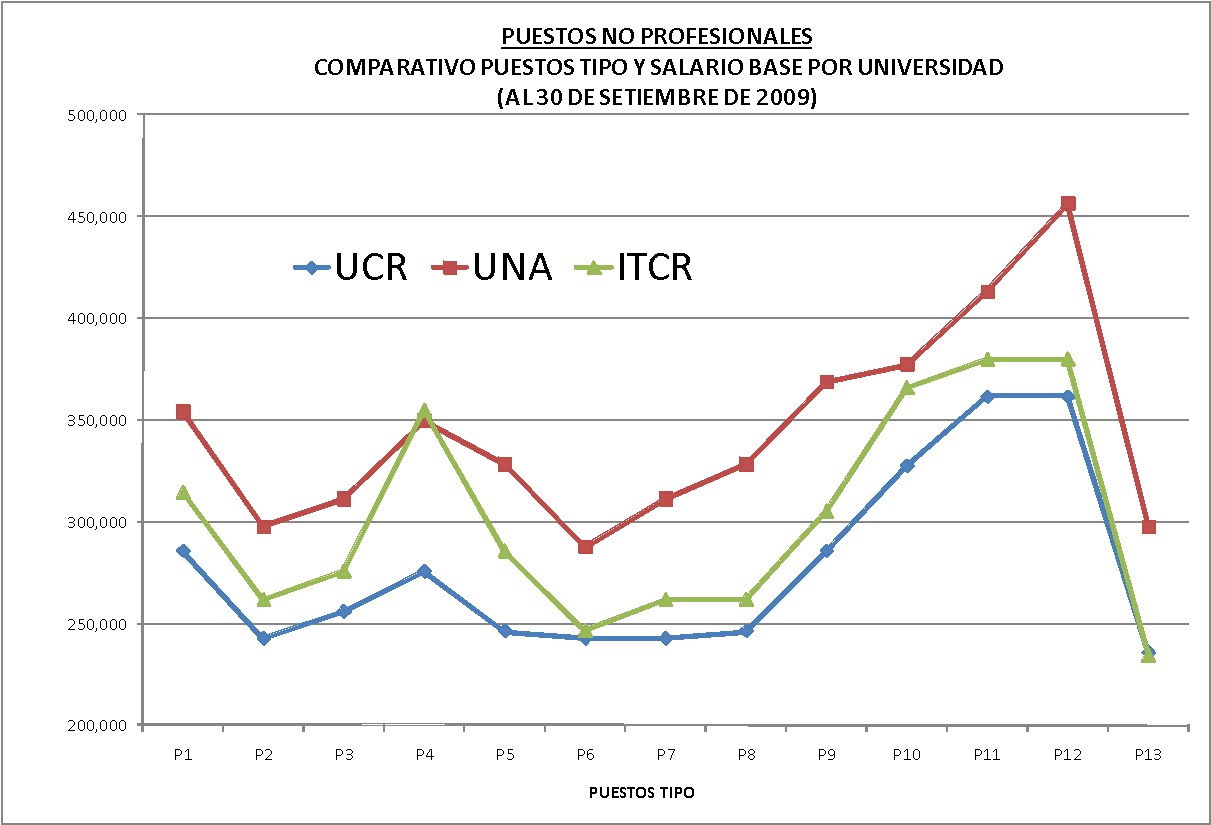 PUESTOS NO PROFESIONALES
COMPARATIVO PUESTOS TIPO Y SALARIO BASE POR UNIVERSIDAD
(AL 30 DE SETIEMBRE DE 2009)
500,000
450,000
UCR UNA ITCR
400,000
350,000
300,000
250,000
200,000
P1 P2 P3 P4 P5 P6 P7 P8 P9 P10 P11 P12 P13
PUESTOS TIPO